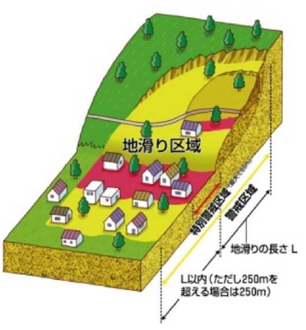 地滑り区域
特別警戒区域
警戒区域
地滑りの長さ L
L以内(ただし250mを
超える場合は250m)